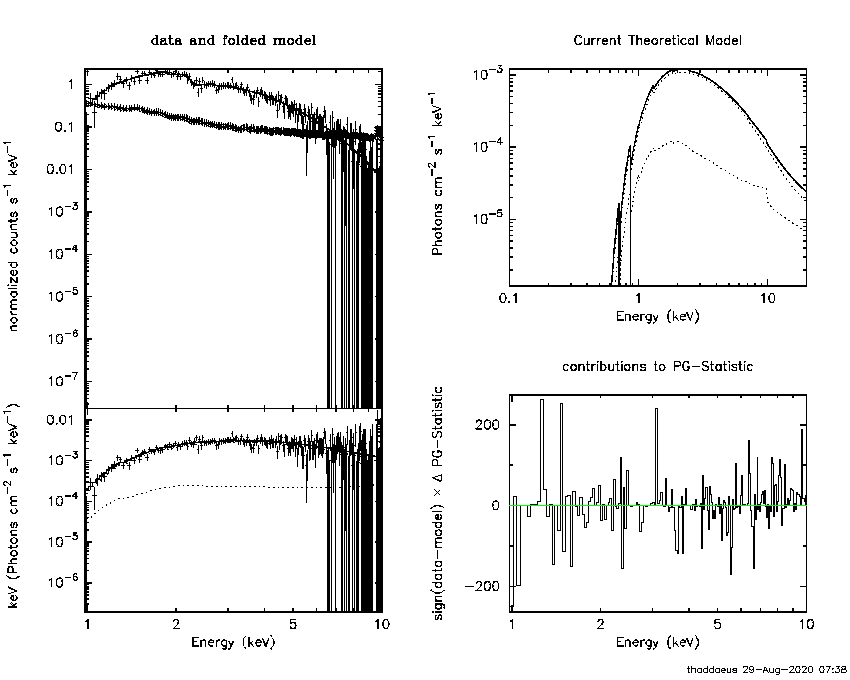 data and folded model
normalized counts s⁻¹ keV⁻¹
1
0.1
0.01
10⁻³
10⁻⁴
10⁻⁵
10⁻⁶
10⁻⁷
keV (Photons cm⁻² s⁻¹ keV⁻¹)
0.01
10⁻³
10⁻⁴
10⁻⁵
10⁻⁶
1 2 5 10
Energy (keV)
Current Theoretical Model
Photons cm⁻² s⁻¹ keV⁻¹
10⁻³
10⁻⁴
10⁻⁵
0.1 1 10
Energy (keV)
contributions to PG-Statistic
sign(data-model) × Δ PG-Statistic
200
0
-200
1 2 5 10
Energy (keV)
thaddaeus 29-Aug-2020 07:38